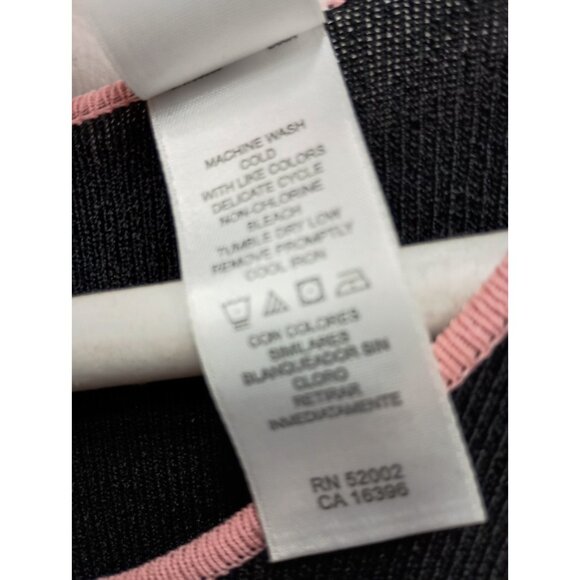 MACHINE WASH
COLD
WITH LIKE COLORS
DELICATE CYCLE
NON-CHLORINE
BLEACH
TUMBLE DRY LOW
REMOVE PROMPTLY
COOL IRON
CON COLORES
SIMILARES
BLANQUEADOR SIN
CLORO
RETIRAR
INMEDIATAMENTE
RN 52002
CA 16396